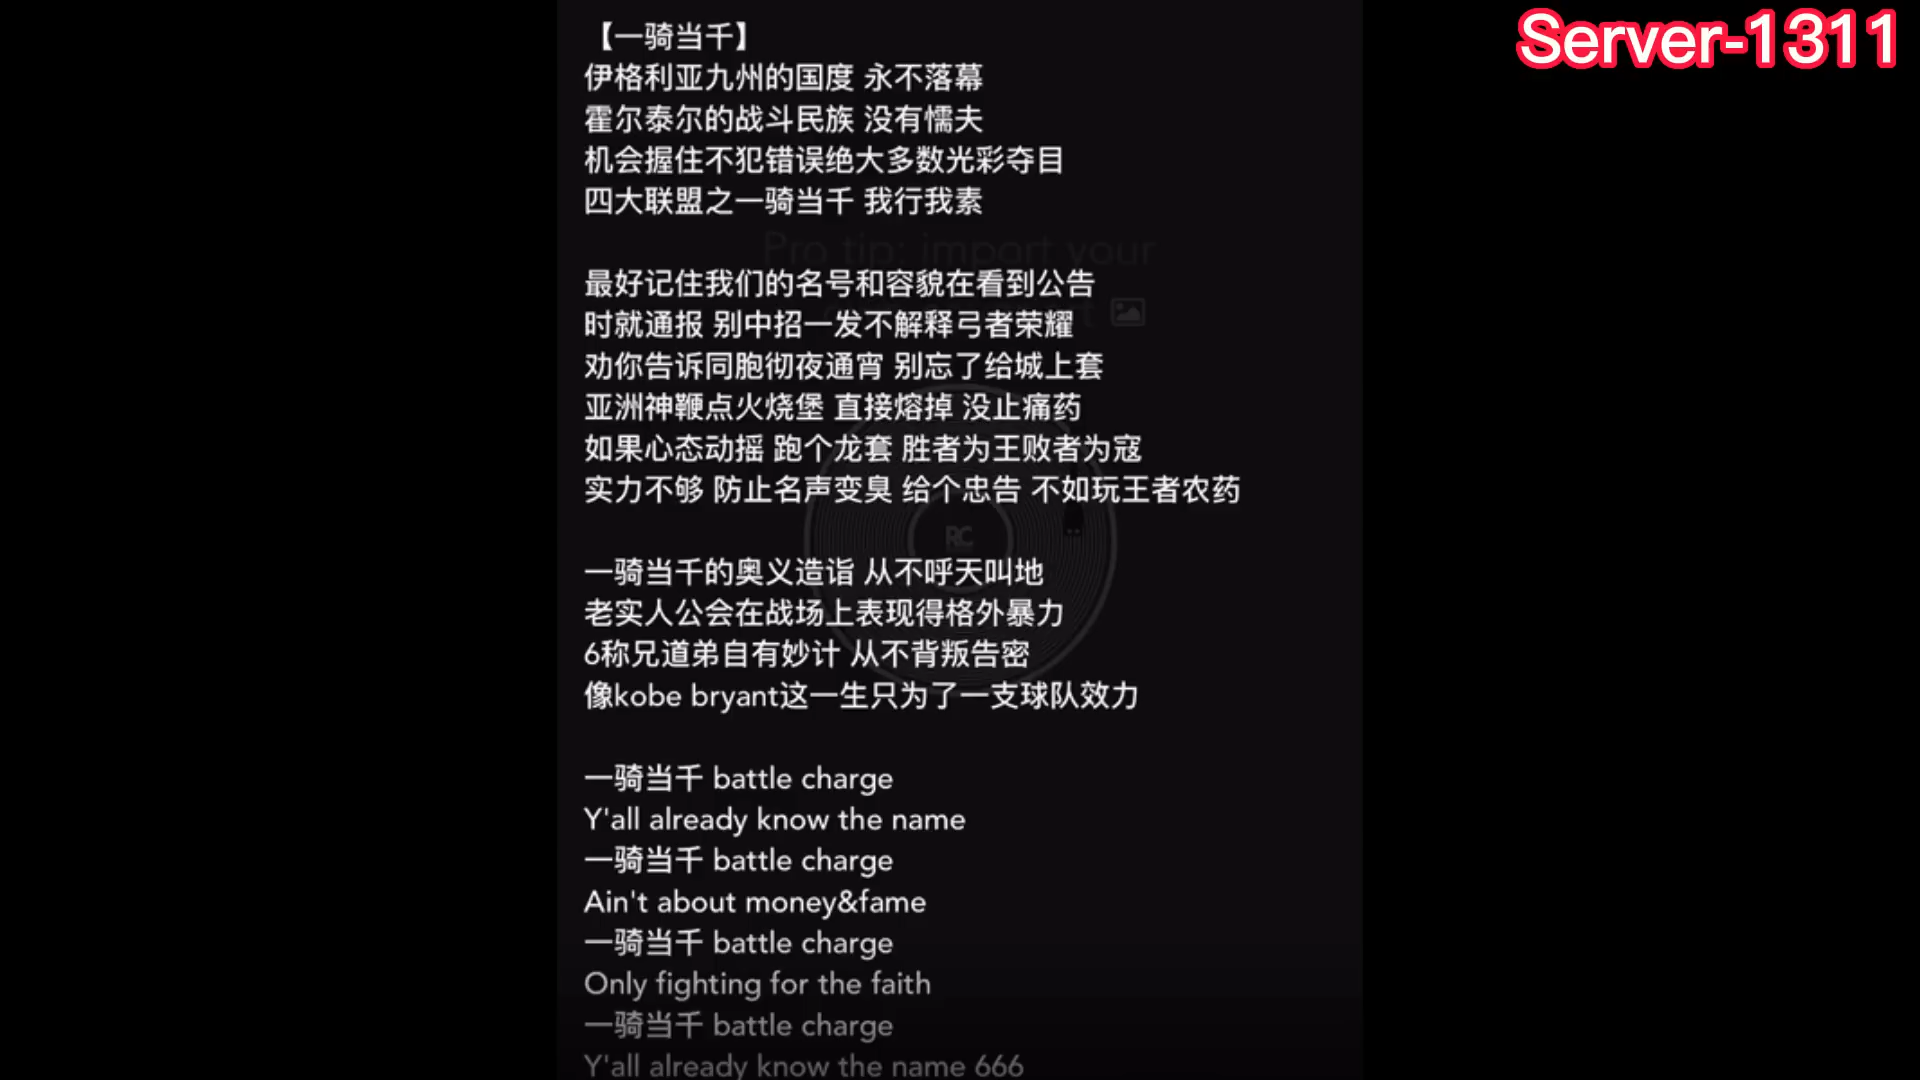 【一骑当千】
Server-1311
伊格利亚九州的国度 永不落幕
霍尔泰尔的战斗民族 没有懦夫
机会握住不犯错误绝大多数光彩夺目
四大联盟之一骑当千 我行我素
Pro tip: import your
最好记住我们的名号和容貌在看到公告
时就通报 别中招一发不解释弓者荣耀
劝你告诉同胞彻夜通宵 别忘了给城上套
亚洲神鞭点火烧堡 直接熔掉 没止痛药
如果心态动摇 跑个龙套 胜者为王败者为寇
实力不够 防止名声变臭 给个忠告 不如玩王者农药
RC
一骑当千的奥义造诣 从不呼天叫地
老实人公会在战场上表现得格外暴力
6称兄道弟自有妙计 从不背叛告密
像kobe bryant这一生只为了一支球队效力
一骑当千 battle charge
Y'all already know the name
一骑当千 battle charge
Ain't about money&fame
一骑当千 battle charge
Only fighting for the faith
一骑当千 battle charge
Y'all already know the name 666